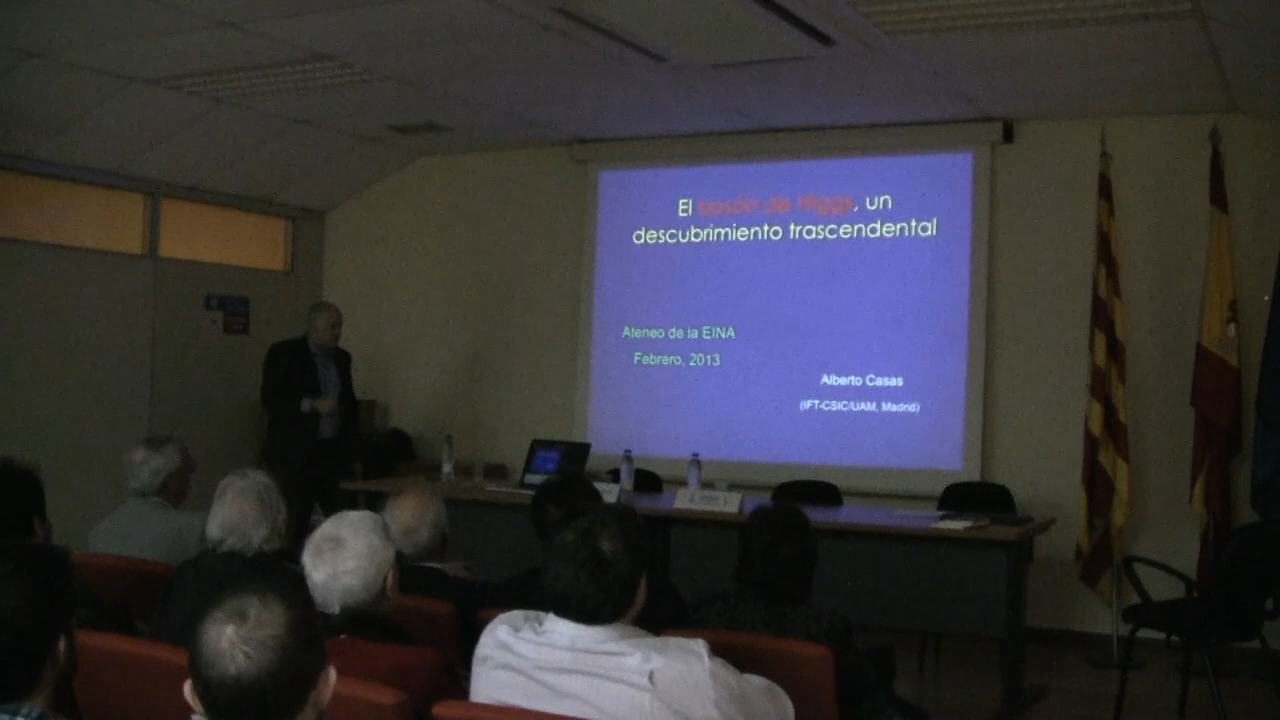 El bosón de Higgs, un
descubrimiento trascendental
Ateneo de la EINA
Febrero, 2013
Alberto Casas
(IFT-CSIC/UAM, Madrid)